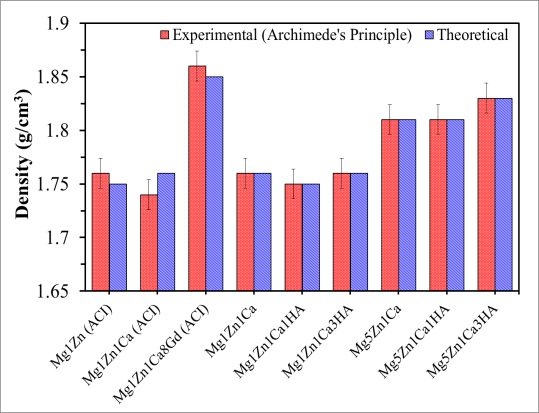 Experimental (Archimede's Principle) Theoretical
Density (g/cm³)
1.9
1.85
1.8
1.75
1.7
1.65
Mg1Zn (ACI)
Mg1Zn1Ca (ACI)
Mg1Zn1Ca8Gd (ACI)
Mg1Zn1Ca
Mg1Zn1Ca1HA
Mg1Zn1Ca3HA
Mg5Zn1Ca
Mg5Zn1Ca1HA
Mg5Zn1Ca3HA